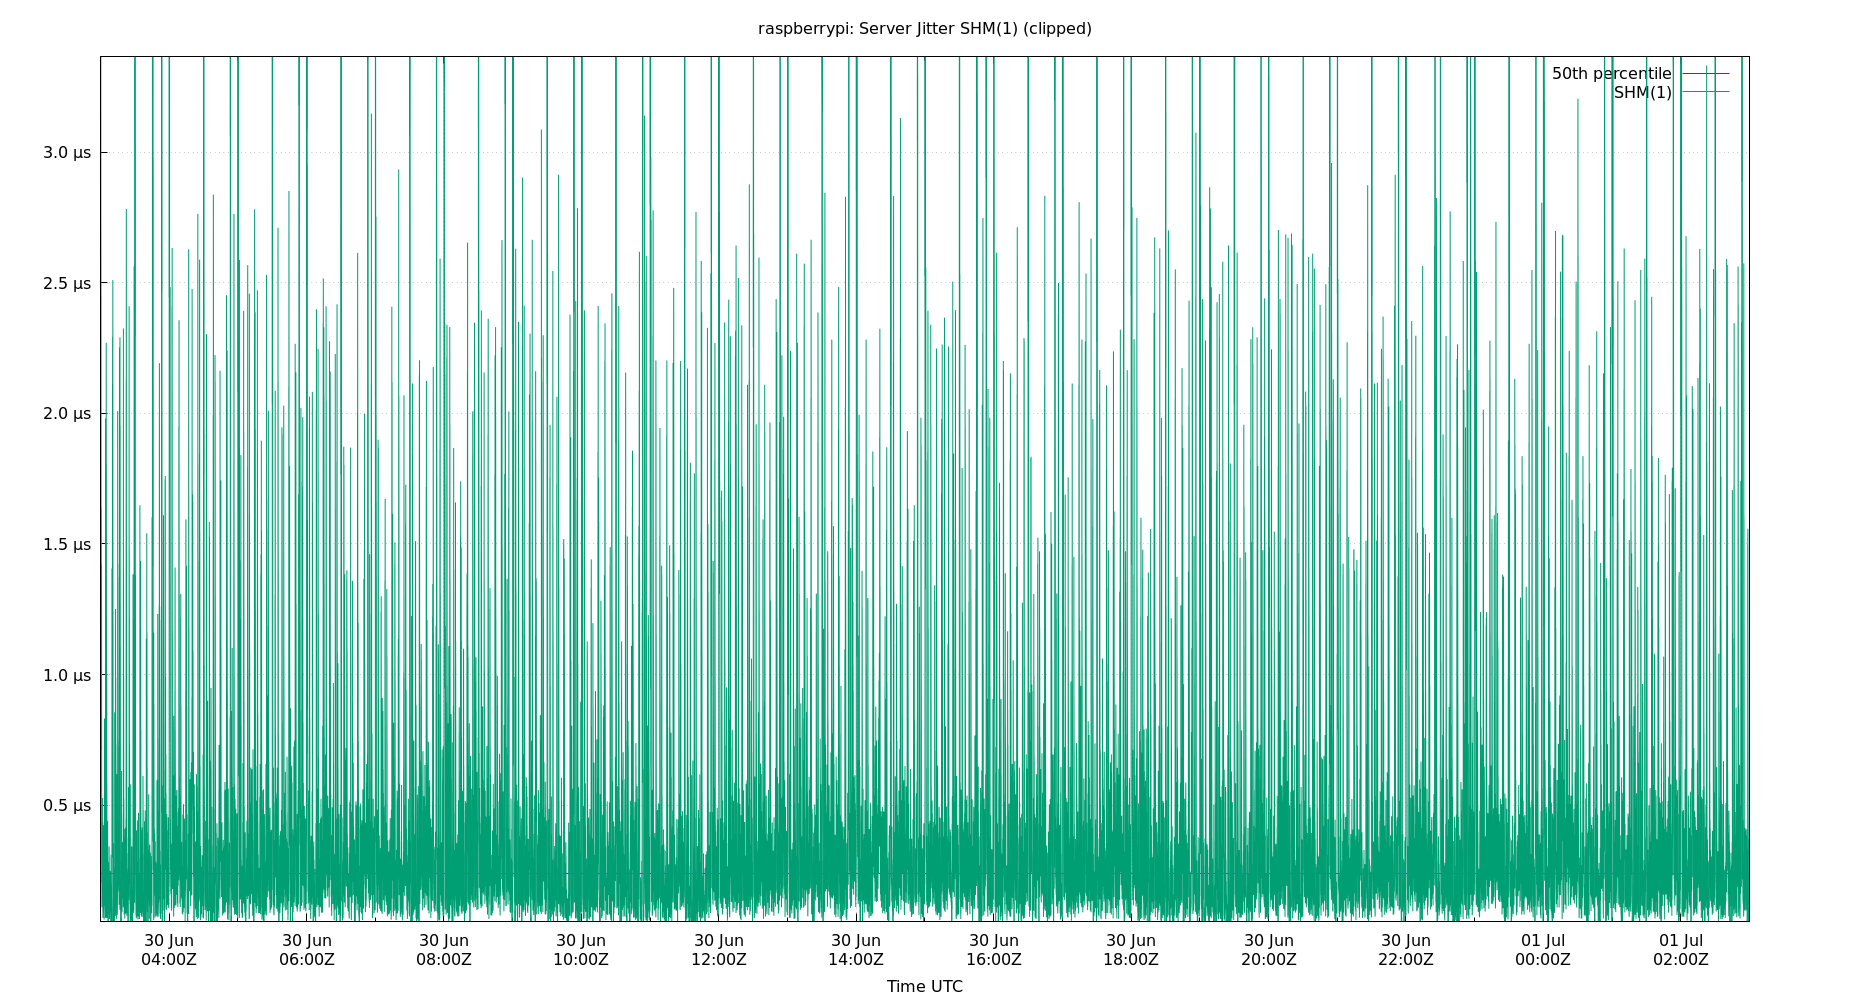 raspberrypi: Server Jitter SHM(1) (clipped)
50th percentile
SHM(1)
3.0 µs
2.5 µs
2.0 µs
1.5 µs
1.0 µs
0.5 µs
30 Jun 30 Jun 30 Jun 30 Jun 30 Jun 30 Jun 30 Jun 30 Jun 30 Jun 30 Jun 01 Jul 01 Jul
04:00Z 06:00Z 08:00Z 10:00Z 12:00Z 14:00Z 16:00Z 18:00Z 20:00Z 22:00Z 00:00Z 02:00Z
Time UTC